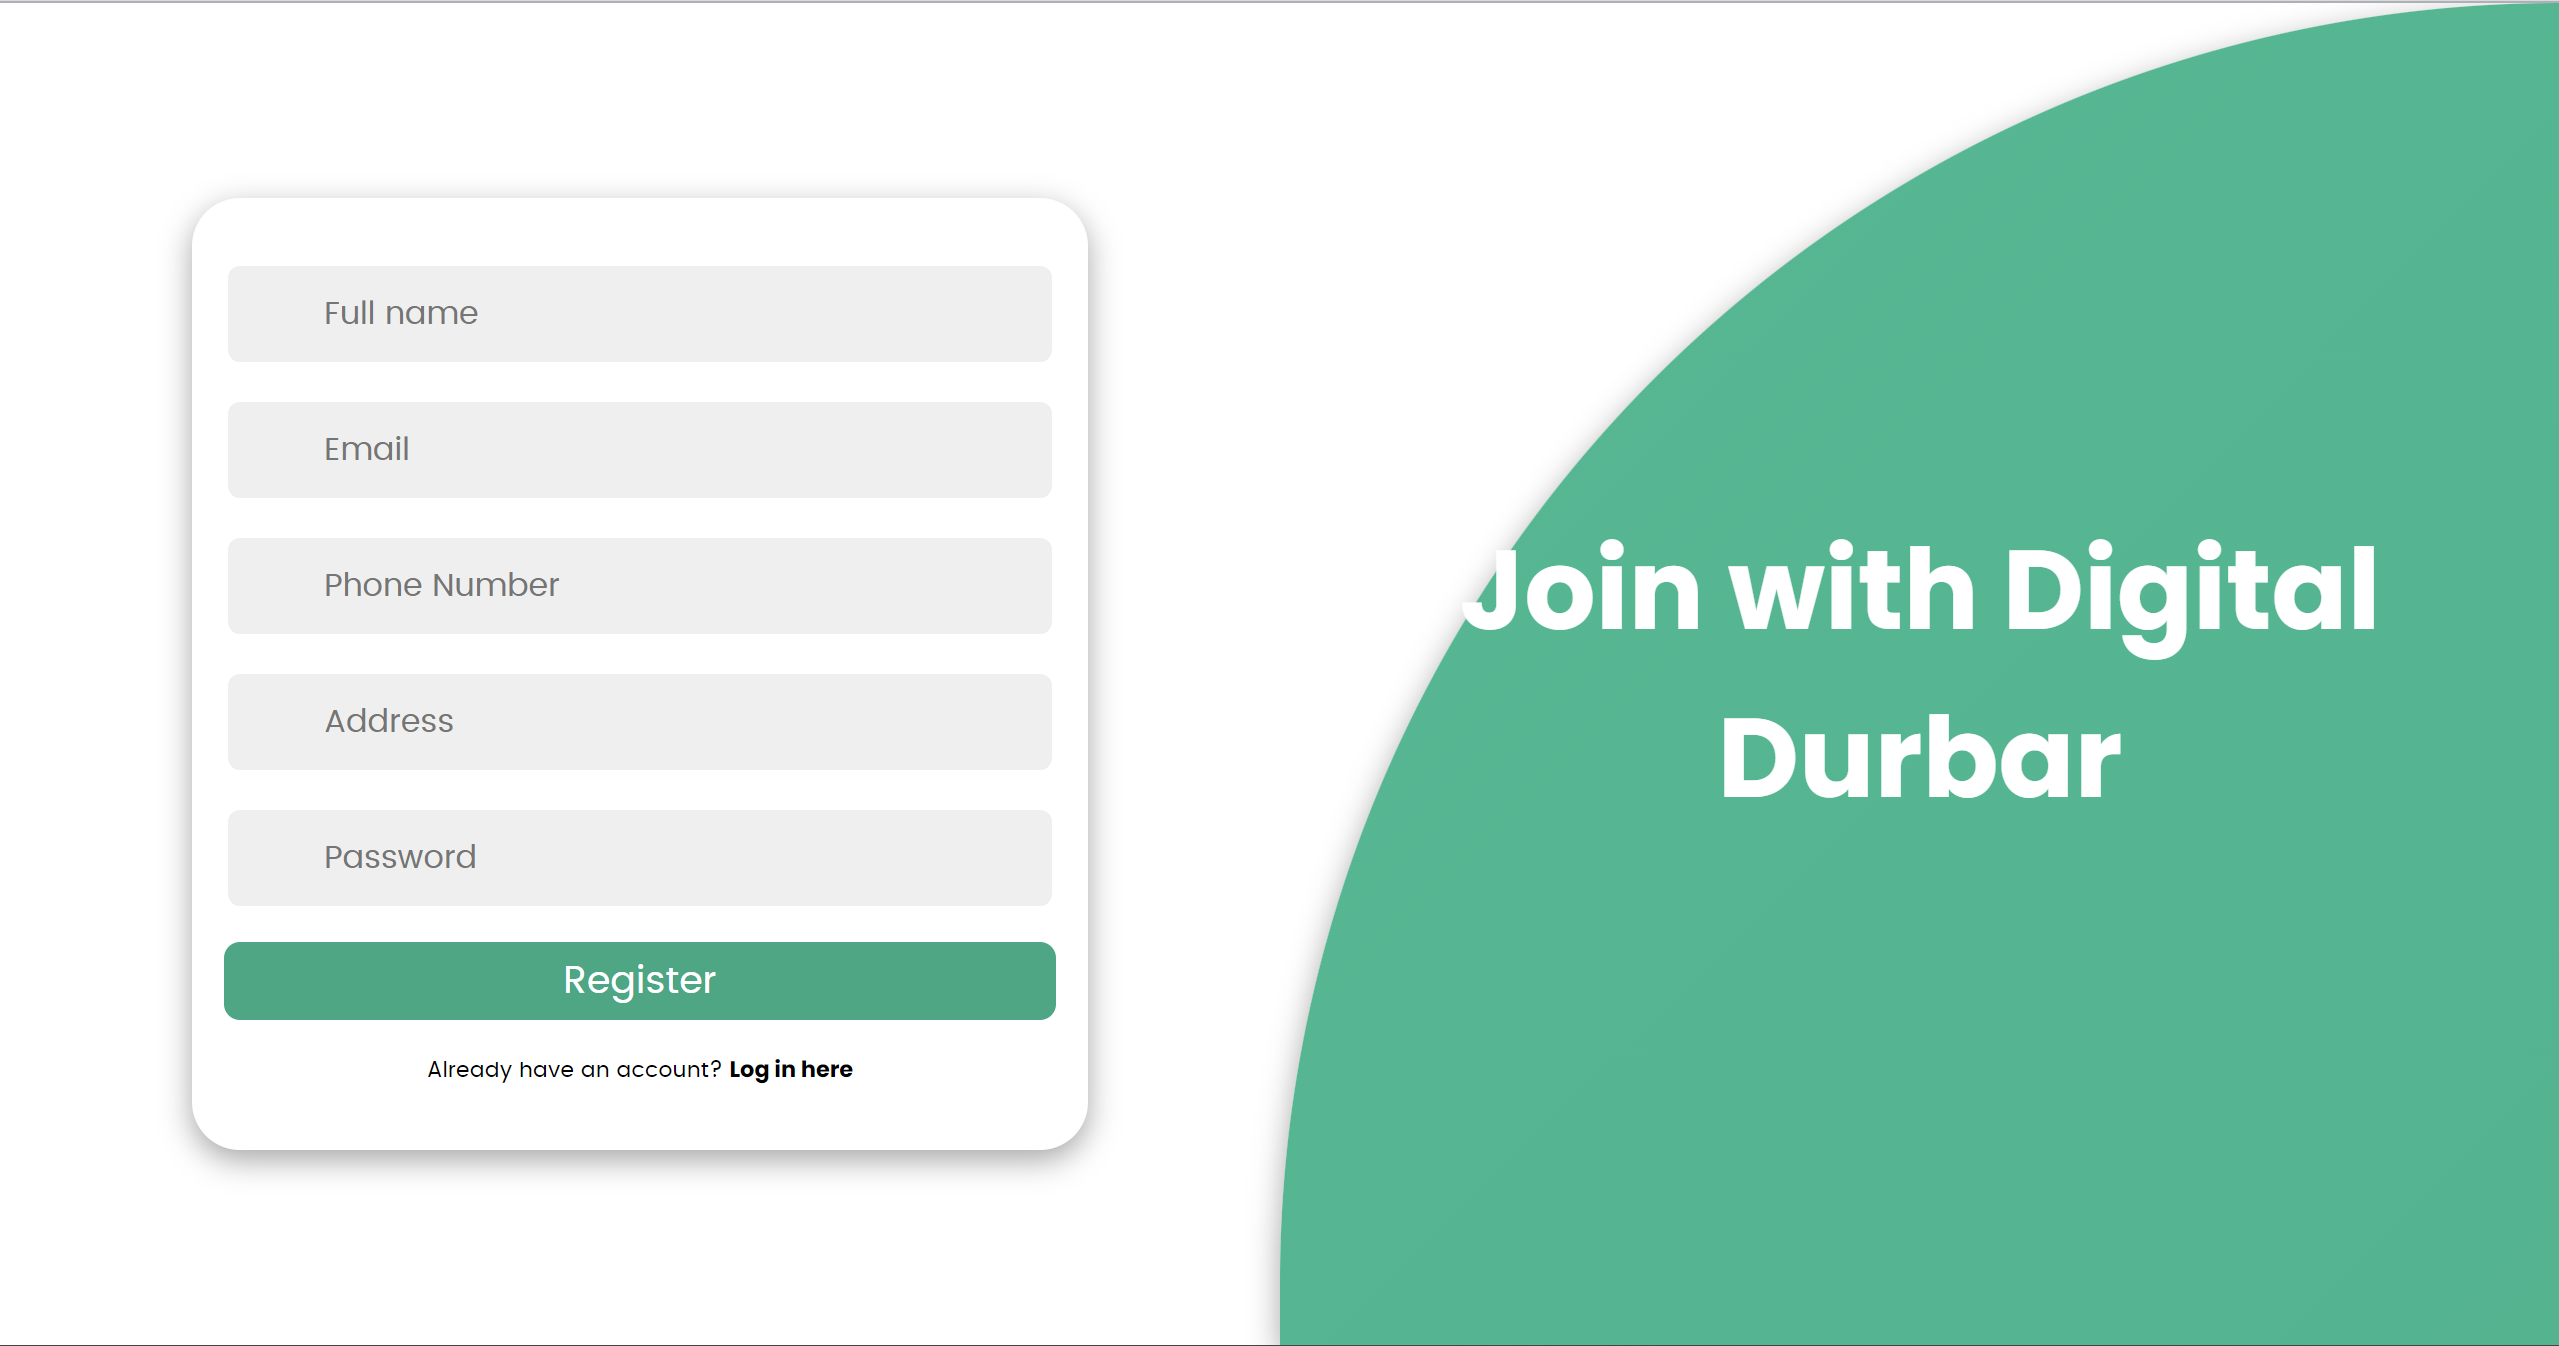 Full name
Email
Phone Number
Address
Password
Register
Already have an account? Log in here
Join with Digital
Durbar